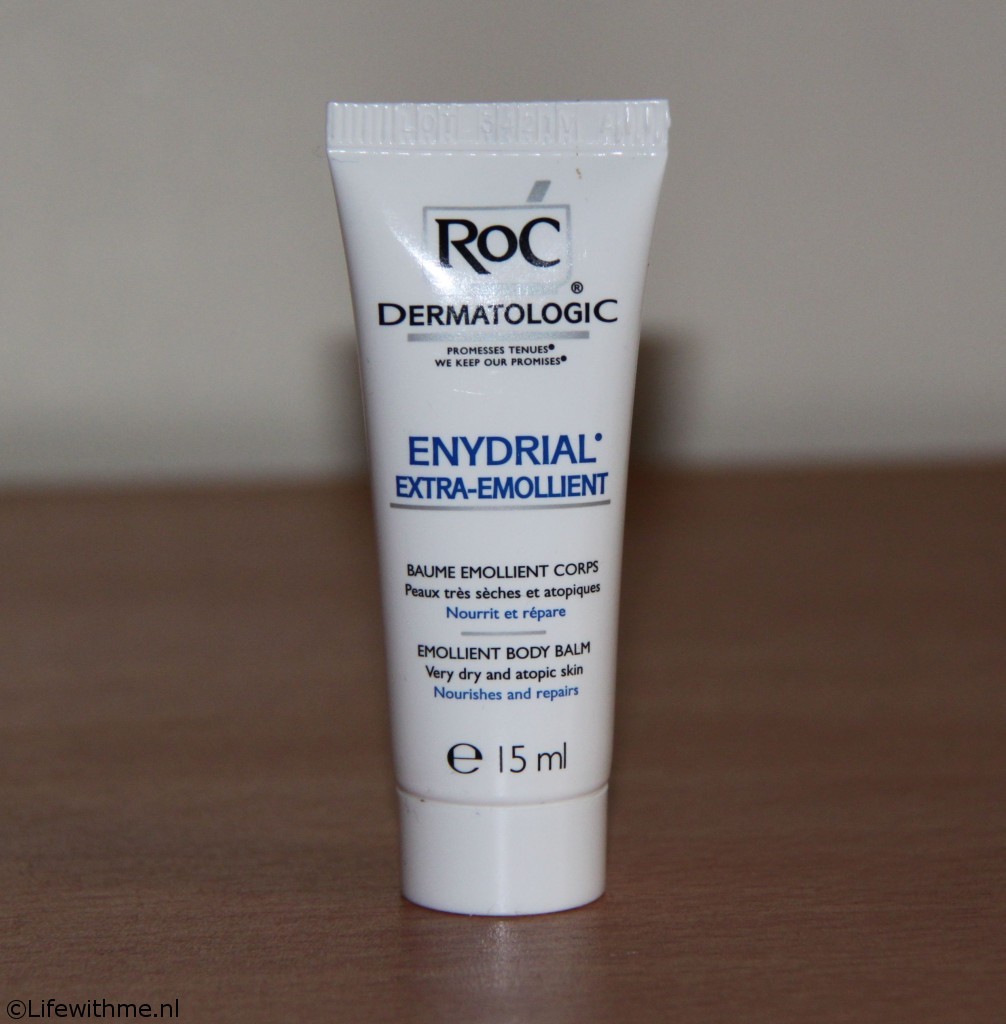 RoC
®
DERMATOLOGIC
PROMESSES TENUES●
WE KEEP OUR PROMISES●
ENYDRIAL●
EXTRA-EMOLLIENT
BAUME EMOLLIENT CORPS
Peaux très sèches et atopiques
Nourrit et répare
EMOLLIENT BODY BALM
Very dry and atopic skin
Nourishes and repairs
℮ 15 ml
©Lifewithme.nl